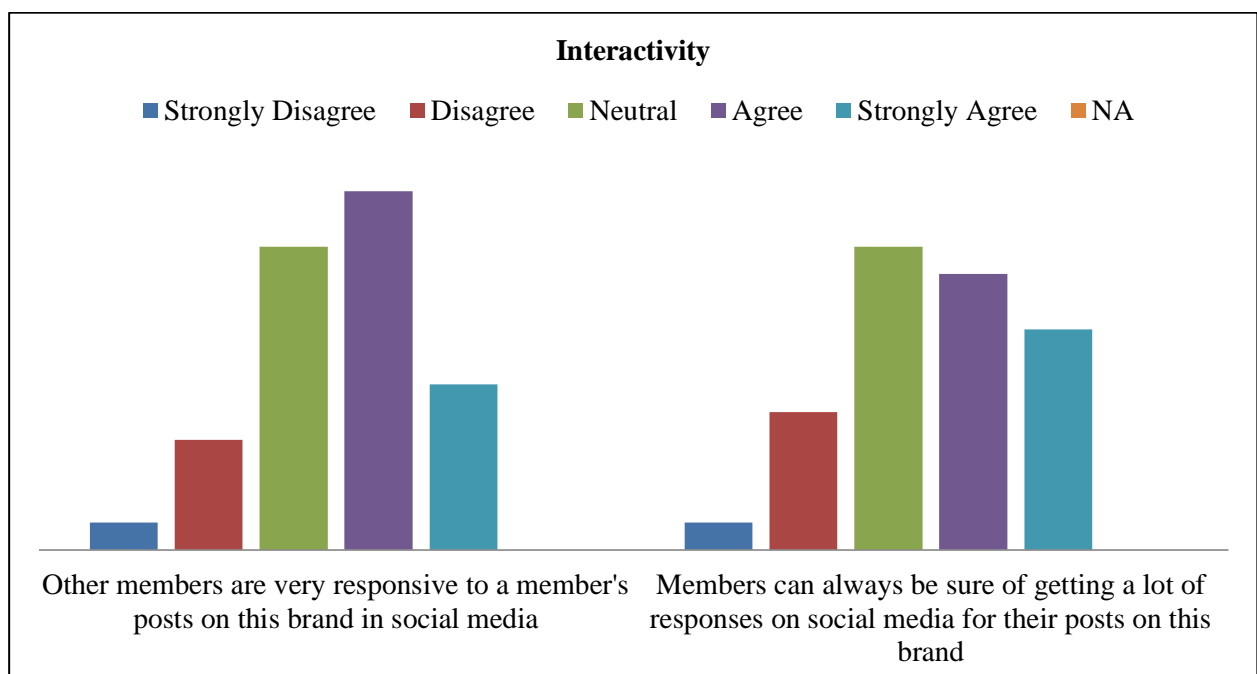 Interactivity
Strongly Disagree Disagree Neutral Agree Strongly Agree NA
Other members are very responsive to a member's
posts on this brand in social media
Members can always be sure of getting a lot of
responses on social media for their posts on this
brand